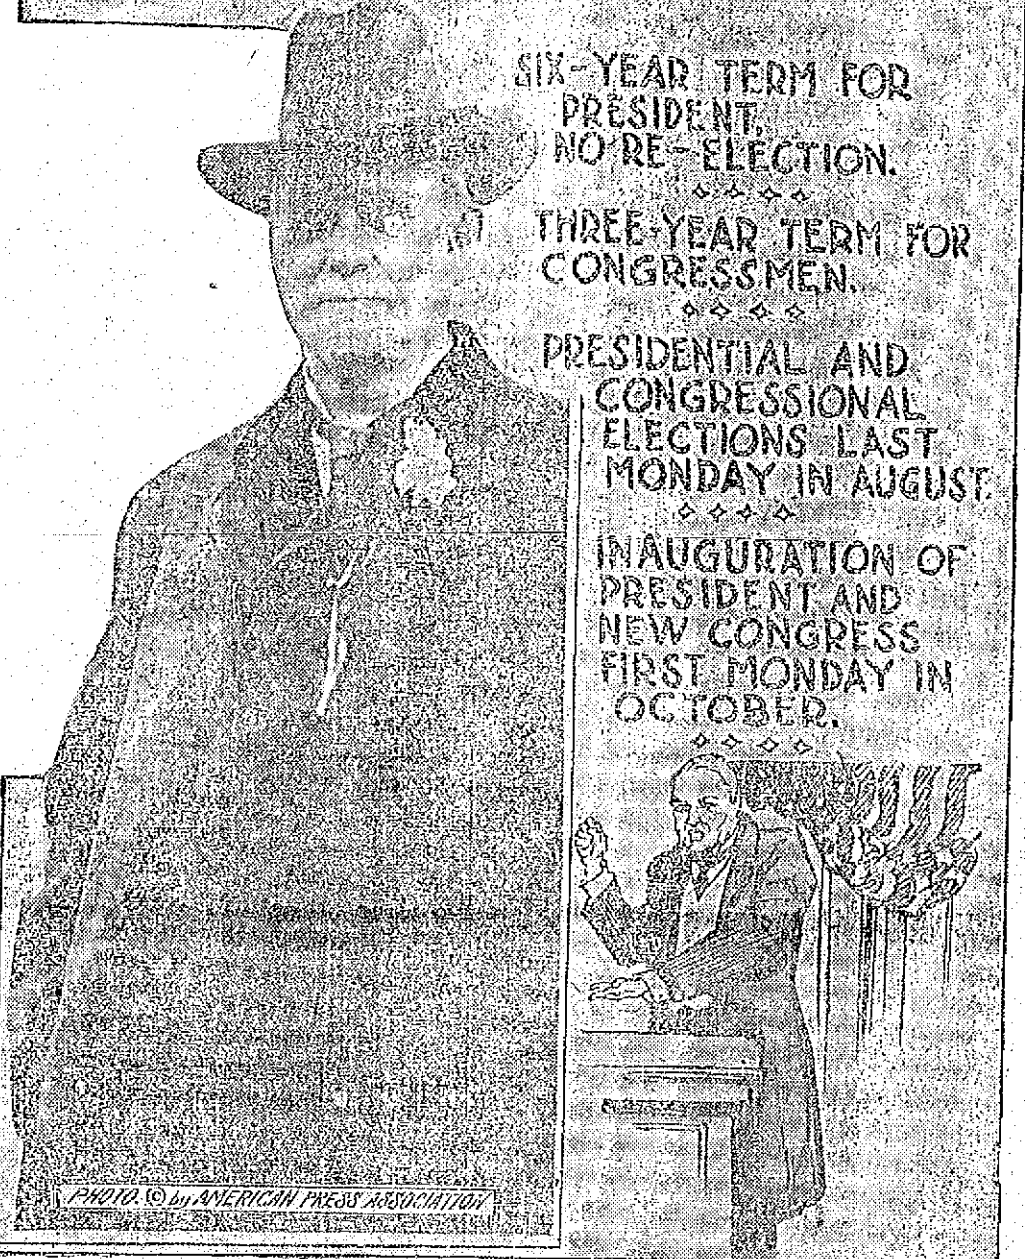 SIX-YEAR TERM FOR
PRESIDENT.
NO RE-ELECTION.
THREE-YEAR TERM FOR
CONGRESSMEN.
PRESIDENTIAL AND
CONGRESSIONAL
ELECTIONS LAST
MONDAY IN AUGUST.
INAUGURATION OF
PRESIDENT AND
NEW CONGRESS
FIRST MONDAY IN
OCTOBER.
PHOTO © by AMERICAN PRESS ASSOCIATION